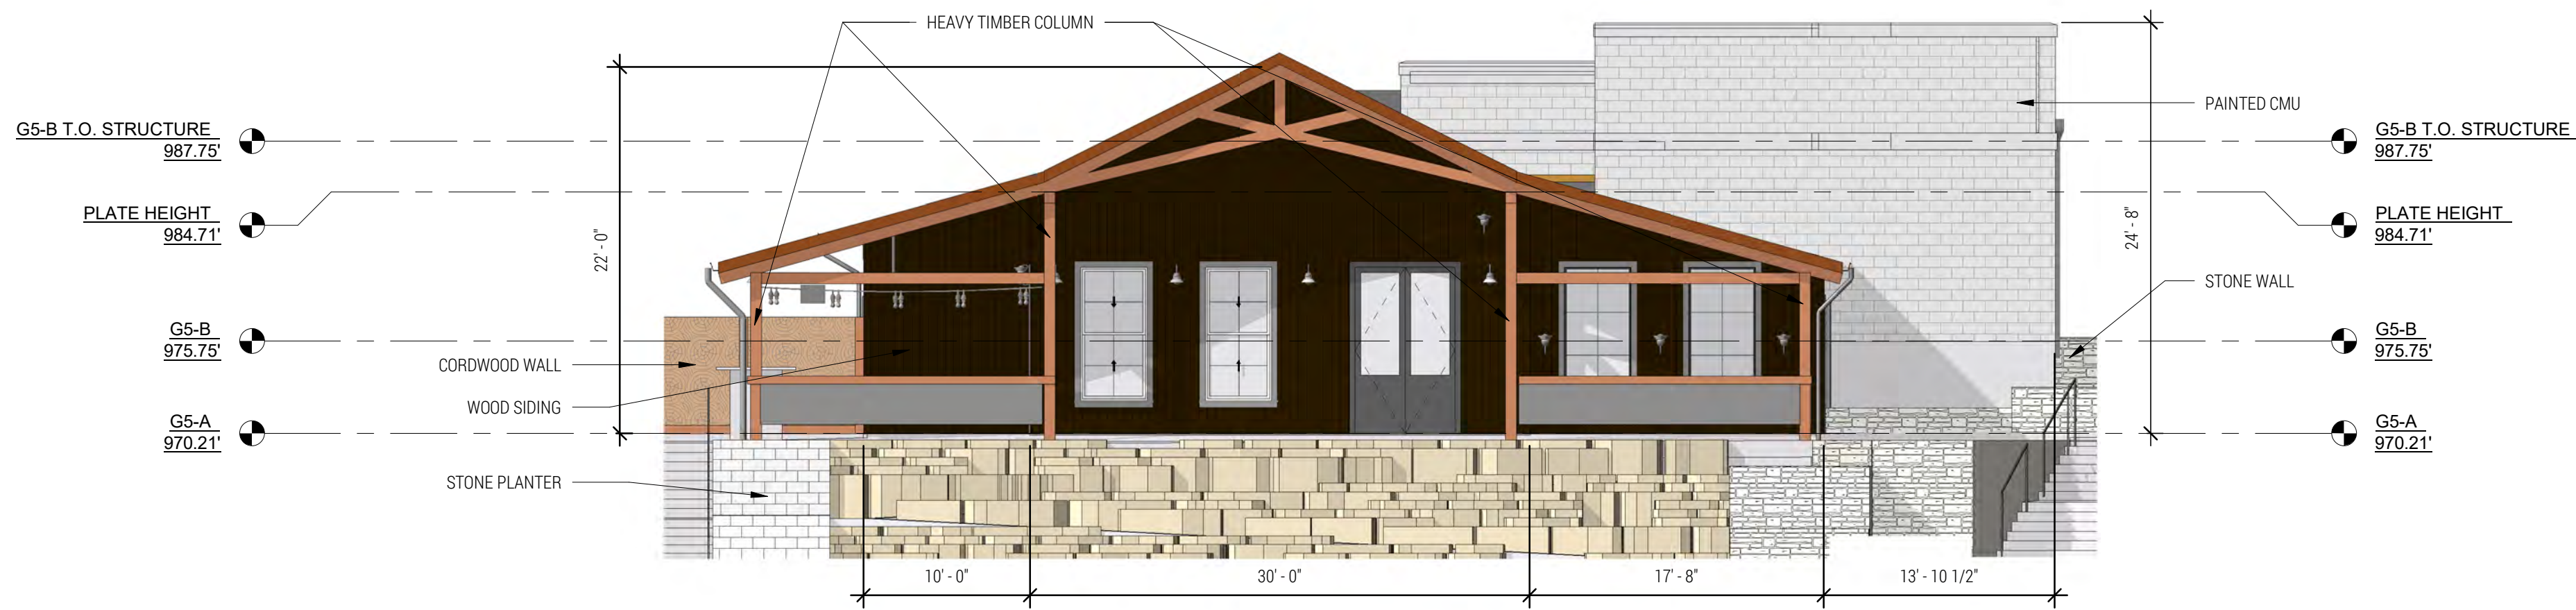 HEAVY TIMBER COLUMN
PAINTED CMU
G5-B T.O. STRUCTURE
987.75'
G5-B T.O. STRUCTURE
987.75'
PLATE HEIGHT
984.71'
PLATE HEIGHT
984.71'
22' - 0"
24' - 8"
STONE WALL
G5-B
975.75'
G5-B
975.75'
CORDWOOD WALL
WOOD SIDING
G5-A
970.21'
G5-A
970.21'
STONE PLANTER
10' - 0"
30' - 0"
17' - 8"
13' - 10 1/2"